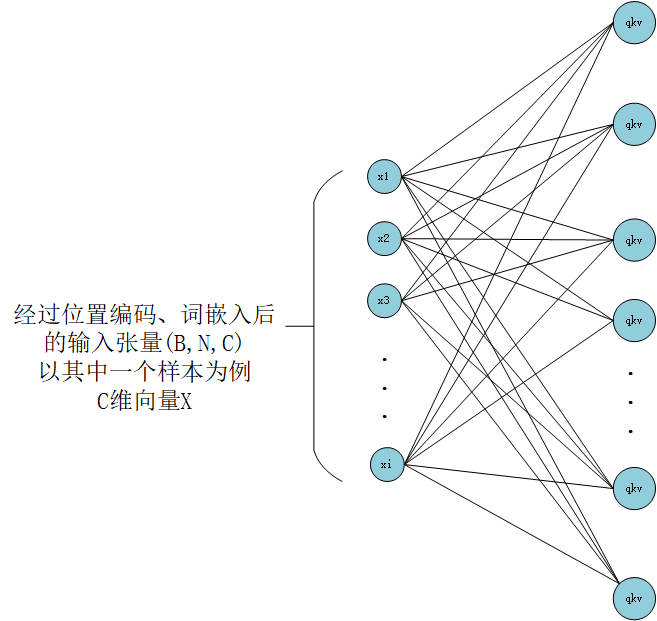 qkv
qkv
x1
x2
qkv
x3
经过位置编码、词嵌入后
的输入张量(B,N,C)
以其中一个样本为例
C维向量X
qkv
xi
qkv
qkv